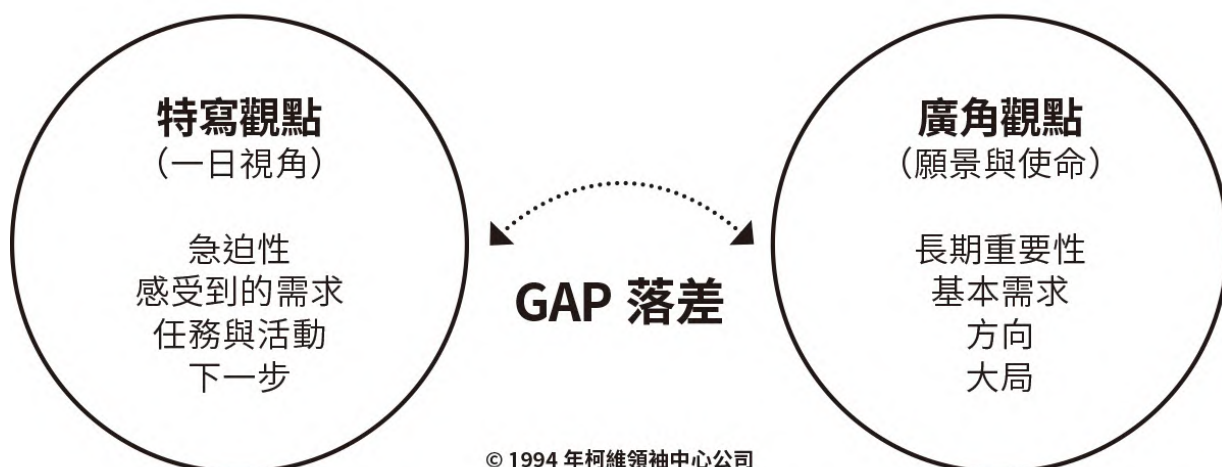 特寫觀點
（一日視角）
急迫性
感受到的需求
任務與活動
下一步
GAP 落差
廣角觀點
（願景與使命）
長期重要性
基本需求
方向
大局
© 1994 年柯維領袖中心公司